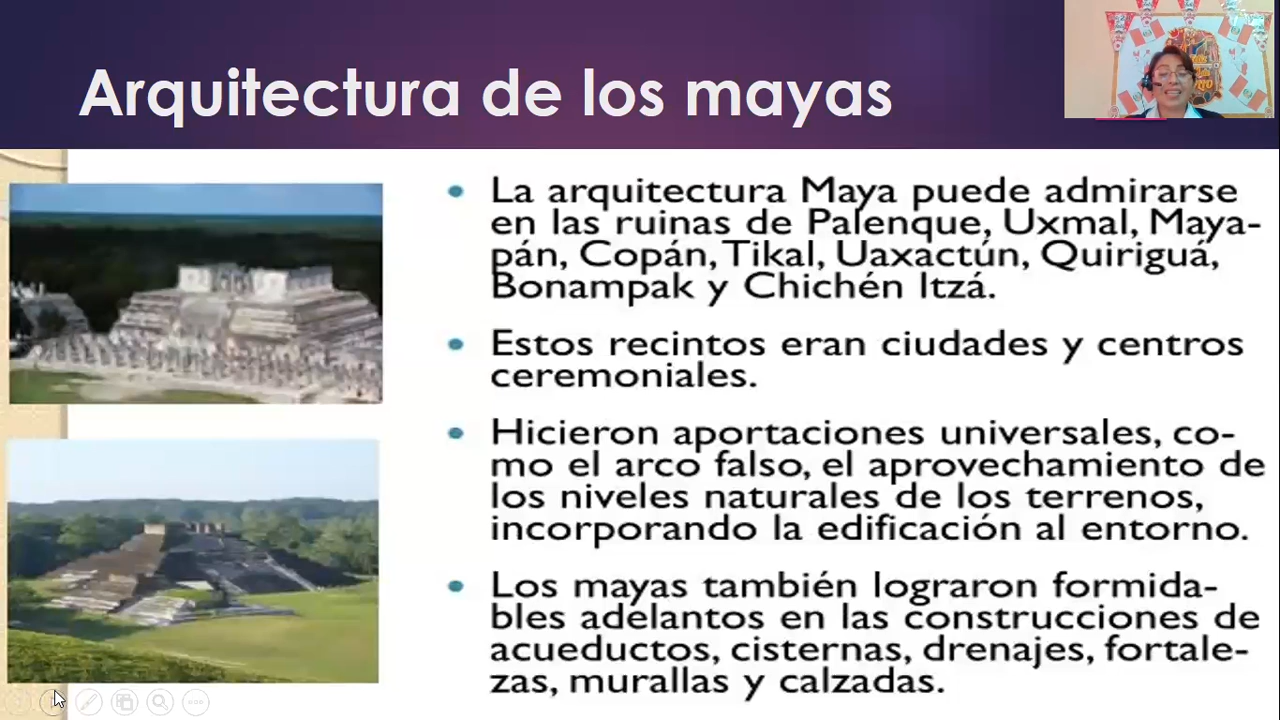 Arquitectura de los mayas
• La arquitectura Maya puede admirarse
en las ruinas de Palenque, Uxmal, Maya-
pán, Copán, Tikal, Uaxactún, Quiriguá,
Bonampak y Chichén Itzá.
• Estos recintos eran ciudades y centros
ceremoniales.
• Hicieron aportaciones universales, co-
mo el arco falso, el aprovechamiento de
los niveles naturales de los terrenos,
incorporando la edificación al entorno.
• Los mayas también lograron formida-
bles adelantos en las construcciones de
acueductos, cisternas, drenajes, fortale-
zas, murallas y calzadas.